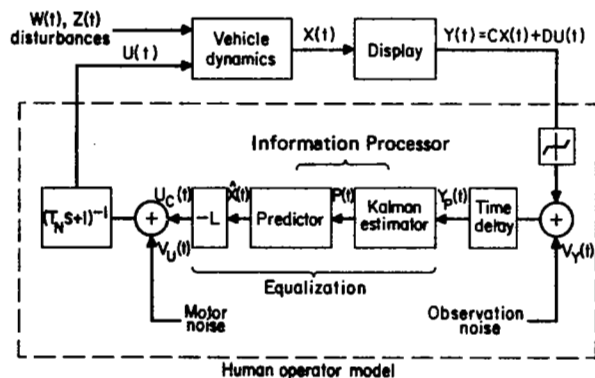 W(t), Z(t)
disturbances
U(t)
Vehicle
dynamics
X(t)
Display
Y(t)=CX(t)+DU(t)
Information Processor
(T_N S+1)^-1
U_C(t)
+
V_U(t)
-L
X̂(t)
Predictor
P(t)
Kalman
estimator
Y_P(t)
Time
delay
+
V_Y(t)
Equalization
Motor
noise
Observation
noise
Human operator model